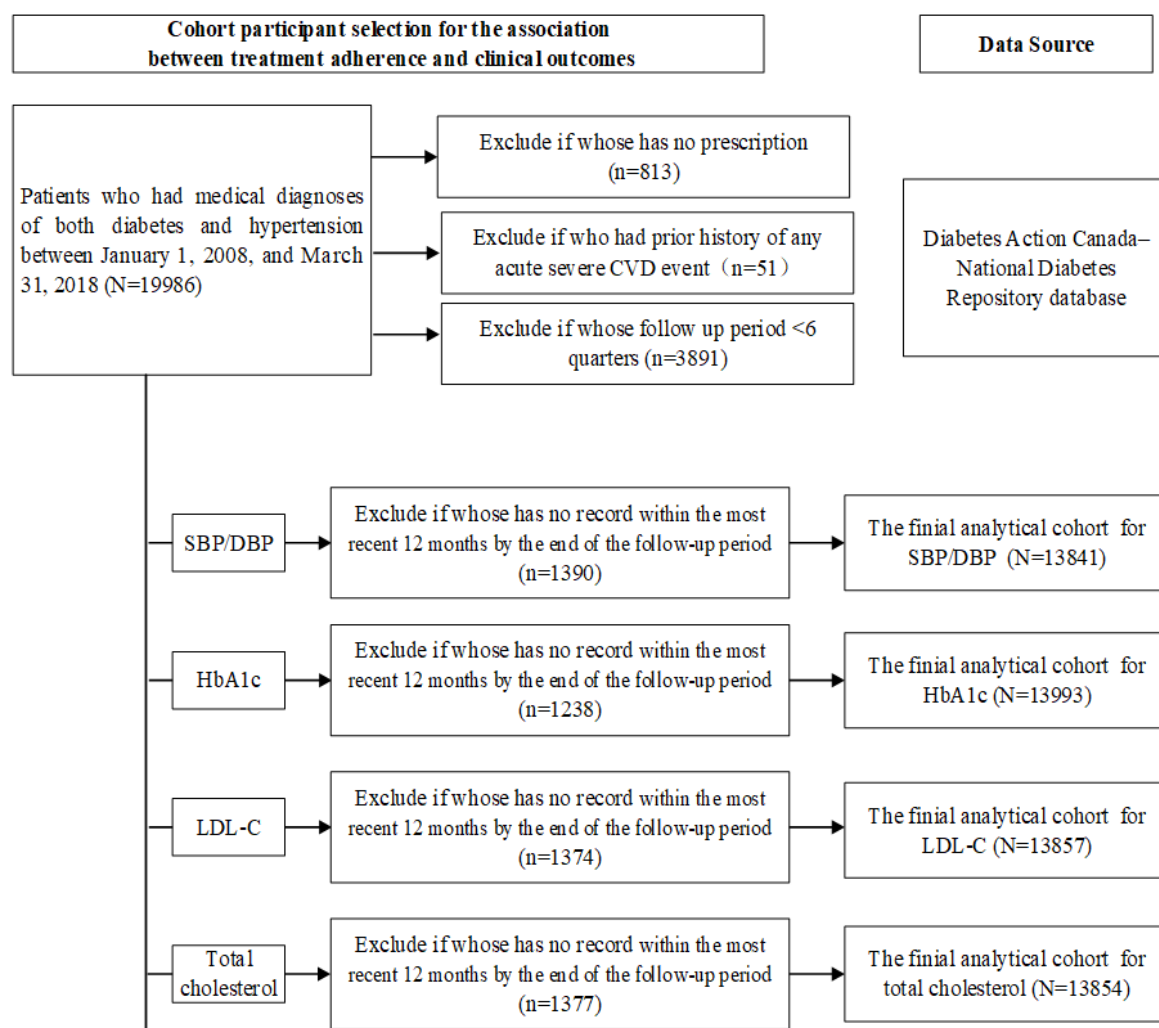 Cohort participant selection for the association
between treatment adherence and clinical outcomes
Data Source
Patients who had medical diagnoses
of both diabetes and hypertension
between January 1, 2008, and March
31, 2018 (N=19986)
Exclude if whose has no prescription
(n=813)
Exclude if who had prior history of any
acute severe CVD event（n=51）
Exclude if whose follow up period <6
quarters (n=3891)
Diabetes Action Canada–
National Diabetes
Repository database
SBP/DBP
Exclude if whose has no record within the most
recent 12 months by the end of the follow-up period
(n=1390)
The finial analytical cohort for
SBP/DBP (N=13841)
HbA1c
Exclude if whose has no record within the most
recent 12 months by the end of the follow-up period
(n=1238)
The finial analytical cohort for
HbA1c (N=13993)
LDL-C
Exclude if whose has no record within the most
recent 12 months by the end of the follow-up period
(n=1374)
The finial analytical cohort for
LDL-C (N=13857)
Total
cholesterol
Exclude if whose has no record within the most
recent 12 months by the end of the follow-up period
(n=1377)
The finial analytical cohort for
total cholesterol (N=13854)